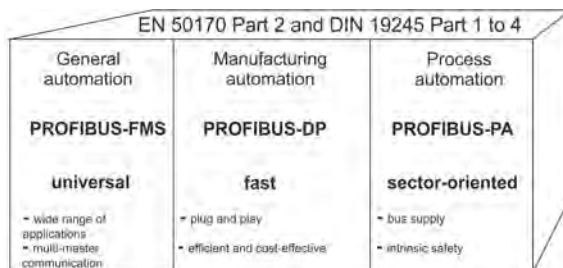 EN 50170 Part 2 and DIN 19245 Part 1 to 4
General
automation
PROFIBUS-FMS
universal
- wide range of
applications
- multi-master
communication
Manufacturing
automation
PROFIBUS-DP
fast
- plug and play
- efficient and cost-effective
Process
automation
PROFIBUS-PA
sector-oriented
- bus supply
- intrinsic safety